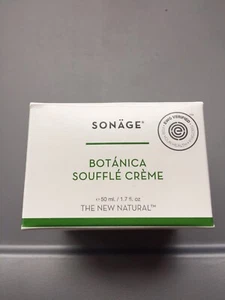 SONÄGE®
BOTÁNICA
SOUFFLÉ CRÈME
℮50 ml. / 1.7 fl. oz
THE NEW NATURAL™